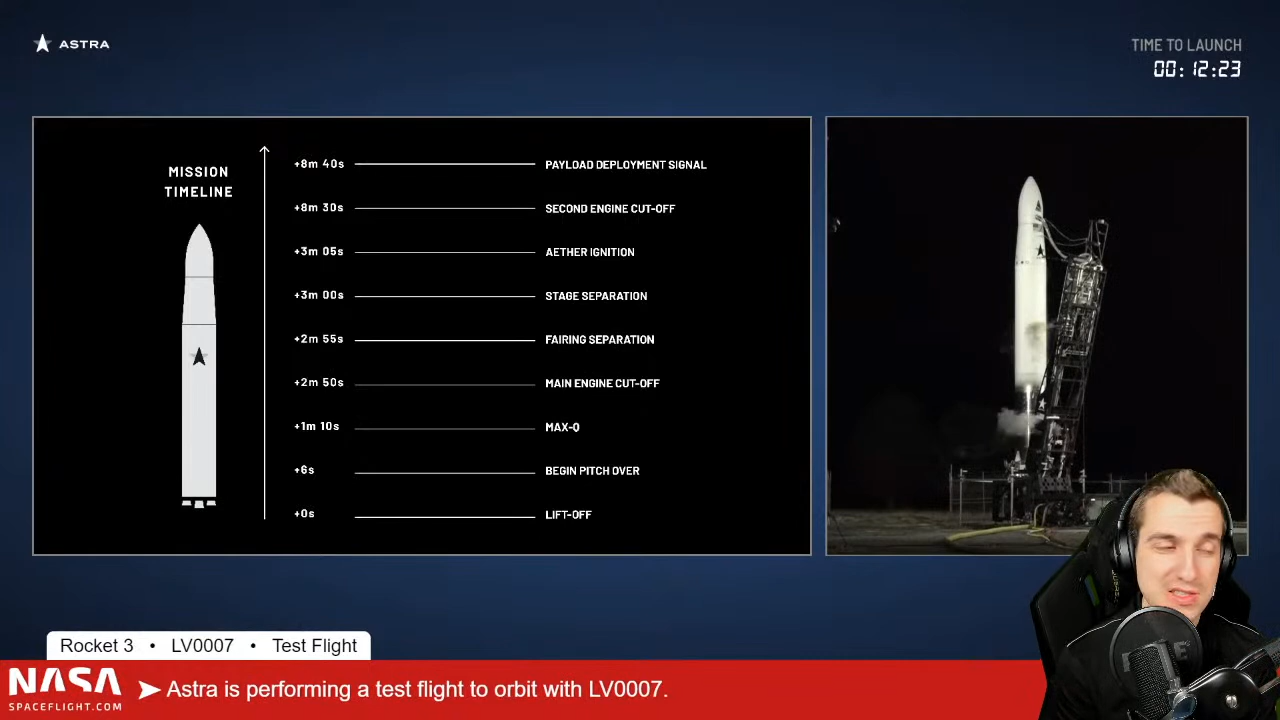 ASTRA
TIME TO LAUNCH
00:12:23
MISSION
TIMELINE
+8m 40s PAYLOAD DEPLOYMENT SIGNAL
+8m 30s SECOND ENGINE CUT-OFF
+3m 05s AETHER IGNITION
+3m 00s STAGE SEPARATION
+2m 55s FAIRING SEPARATION
+2m 50s MAIN ENGINE CUT-OFF
+1m 10s MAX-Q
+6s BEGIN PITCH OVER
+0s LIFT-OFF
Rocket 3 • LV0007 • Test Flight
NASA
SPACEFLIGHT.COM
➤ Astra is performing a test flight to orbit with LV0007.